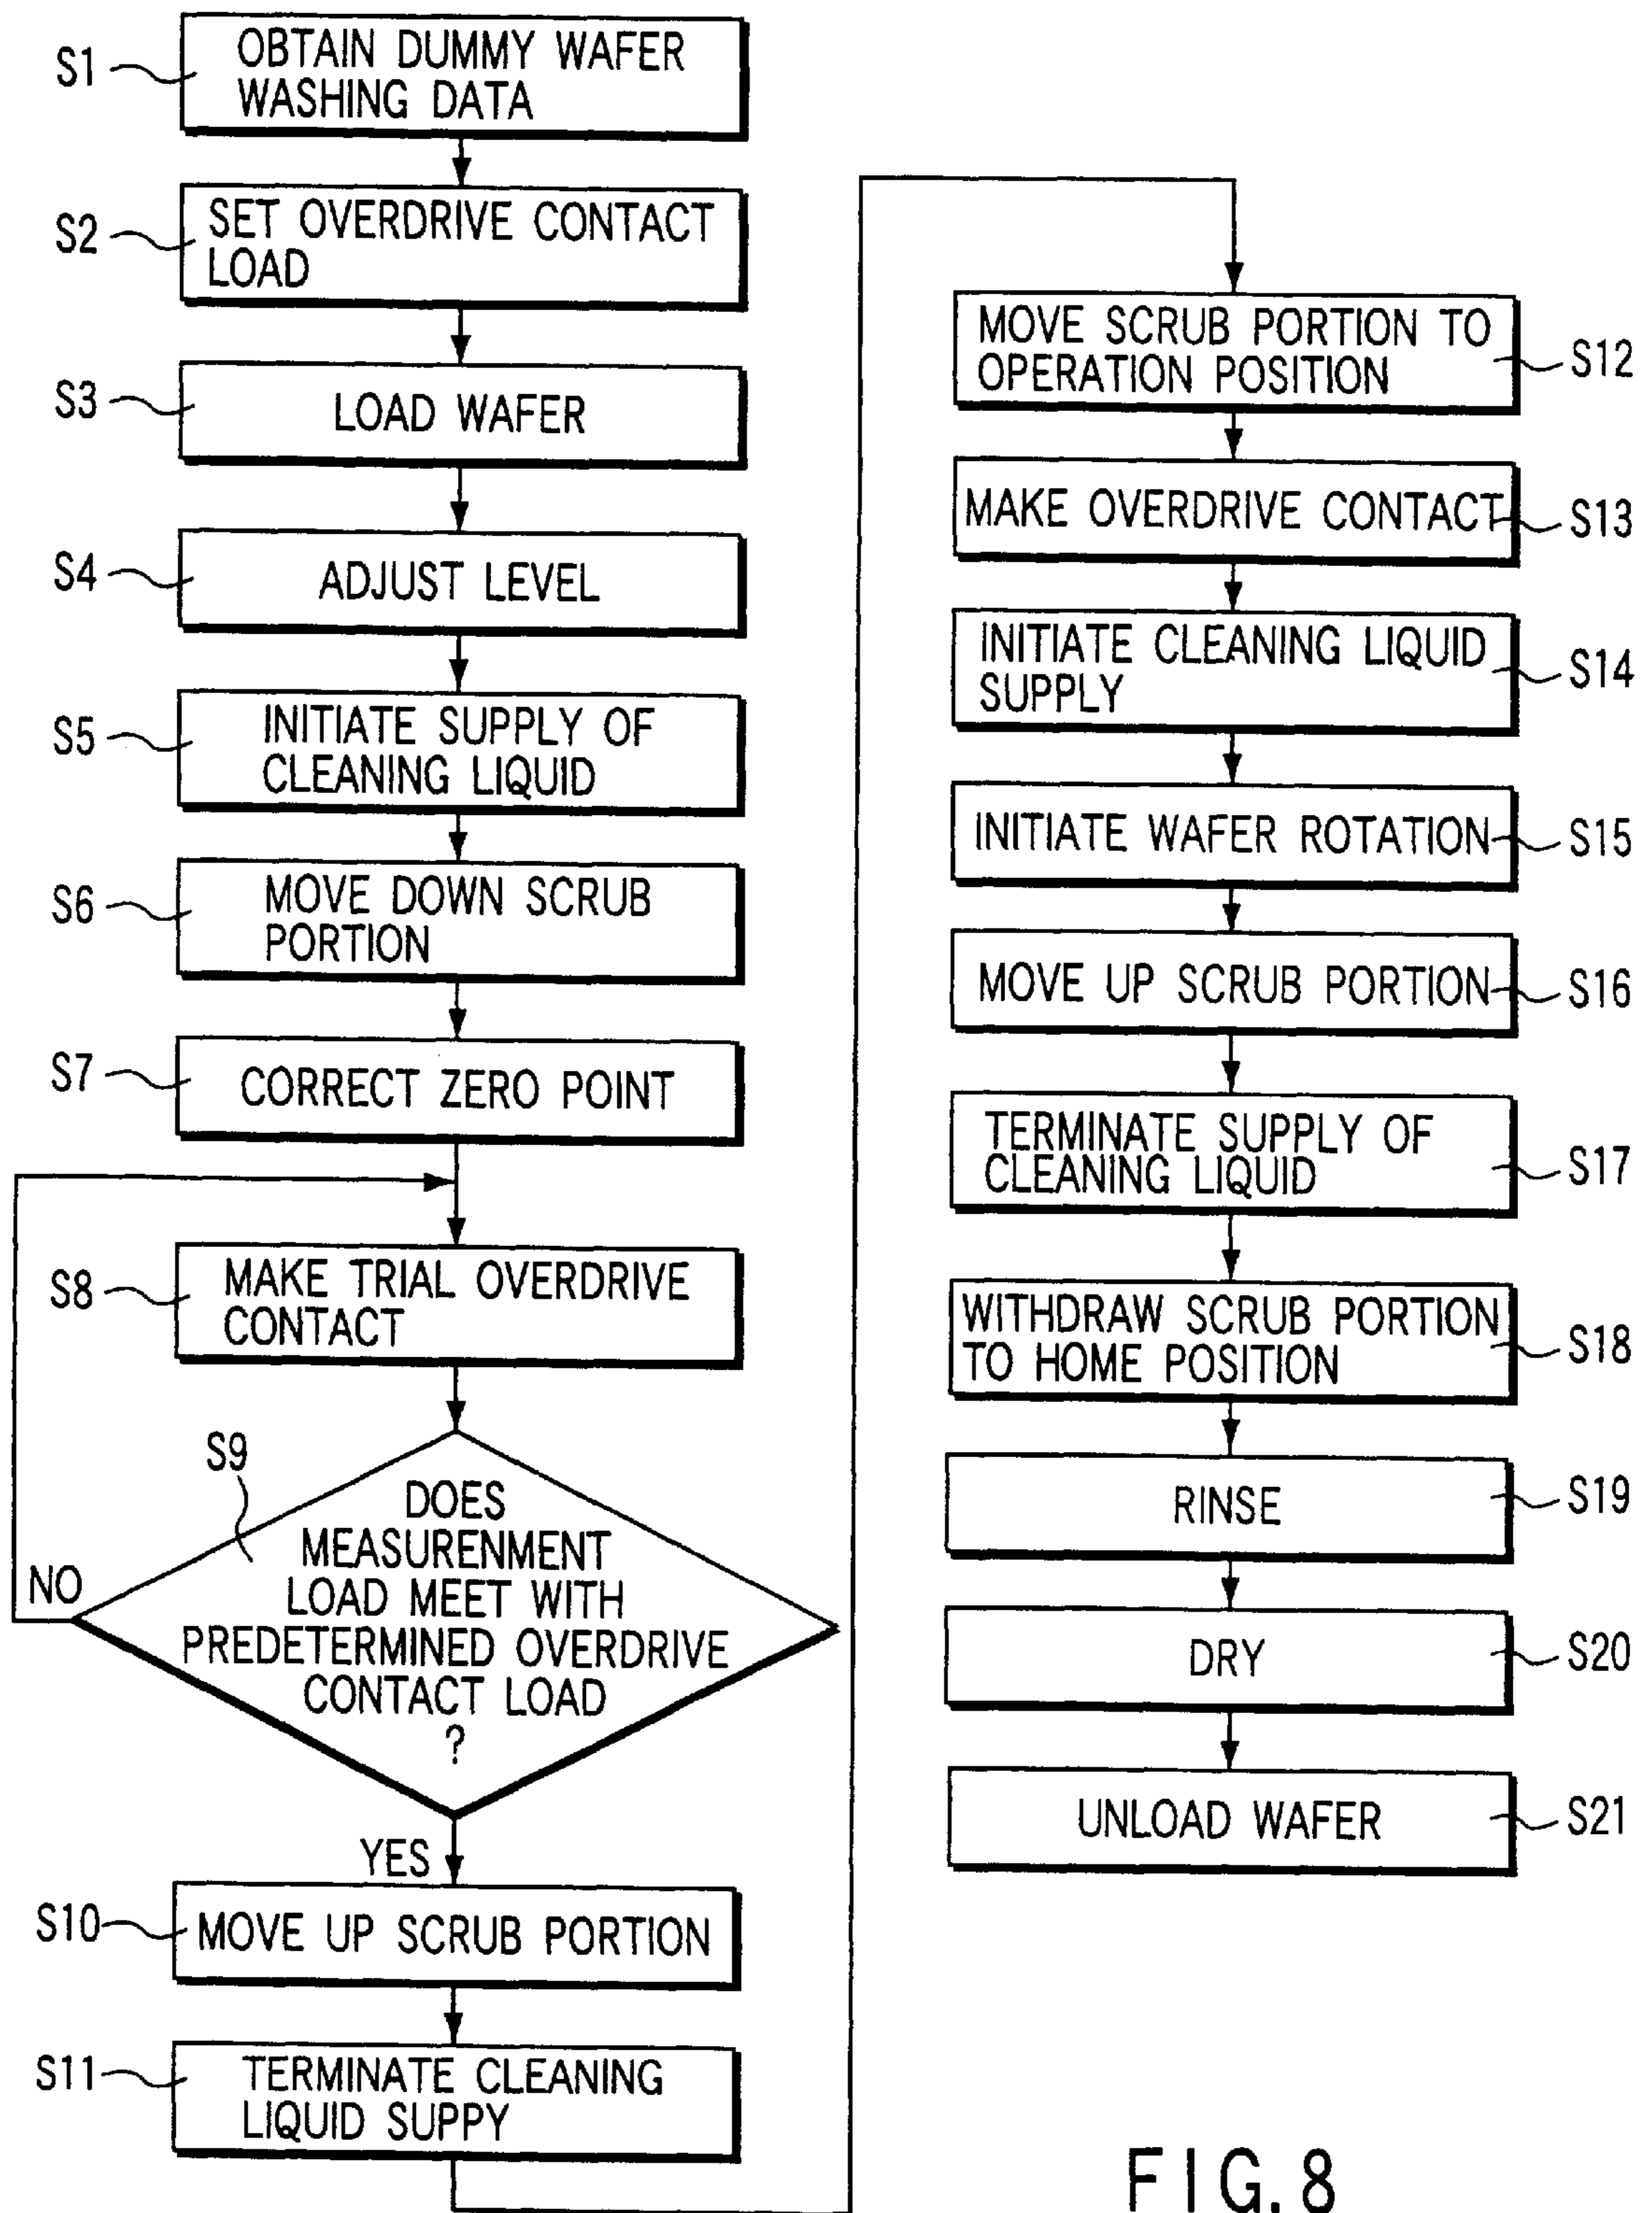 S1
OBTAIN DUMMY WAFER
WASHING DATA
S2
SET OVERDRIVE CONTACT
LOAD
S3
LOAD WAFER
S4
ADJUST LEVEL
S5
INITIATE SUPPLY OF
CLEANING LIQUID
S6
MOVE DOWN SCRUB
PORTION
S7
CORRECT ZERO POINT
S8
MAKE TRIAL OVERDRIVE
CONTACT
S9
DOES
MEASURENMENT
LOAD MEET WITH
PREDETERMINED OVERDRIVE
CONTACT LOAD
?
NO
YES
S10
MOVE UP SCRUB PORTION
S11
TERMINATE CLEANING
LIQUID SUPPY
MOVE SCRUB PORTION TO
OPERATION POSITION
S12
MAKE OVERDRIVE CONTACT
S13
INITIATE CLEANING LIQUID
SUPPLY
S14
INITIATE WAFER ROTATION
S15
MOVE UP SCRUB PORTION
S16
TERMINATE SUPPLY OF
CLEANING LIQUID
S17
WITHDRAW SCRUB PORTION
TO HOME POSITION
S18
RINSE
S19
DRY
S20
UNLOAD WAFER
S21
FIG. 8